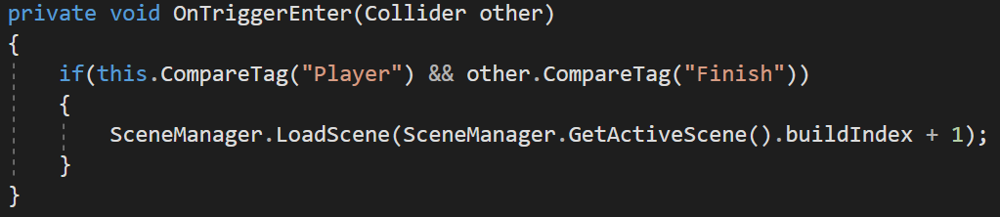 private void OnTriggerEnter(Collider other)
{
if(this.CompareTag("Player") && other.CompareTag("Finish"))
{
SceneManager.LoadScene(SceneManager.GetActiveScene().buildIndex + 1);
}
}